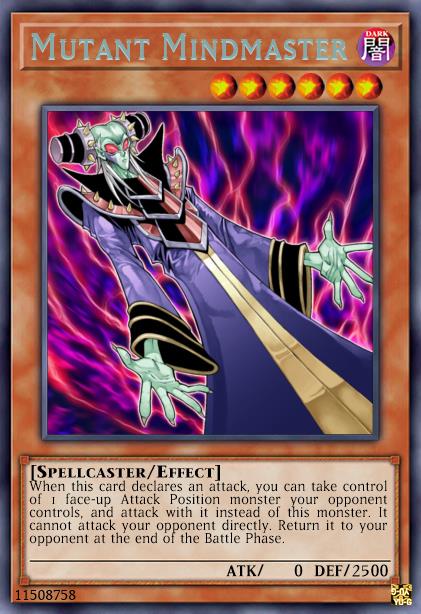 MUTANT MINDMASTER
DARK
闇
[SPELLCASTER/EFFECT]
When this card declares an attack, you can take control
of 1 face-up Attack Position monster your opponent
controls, and attack with it instead of this monster. It
cannot attack your opponent directly. Return it to your
opponent at the end of the Battle Phase.
ATK/ 0 DEF/2500
11508758